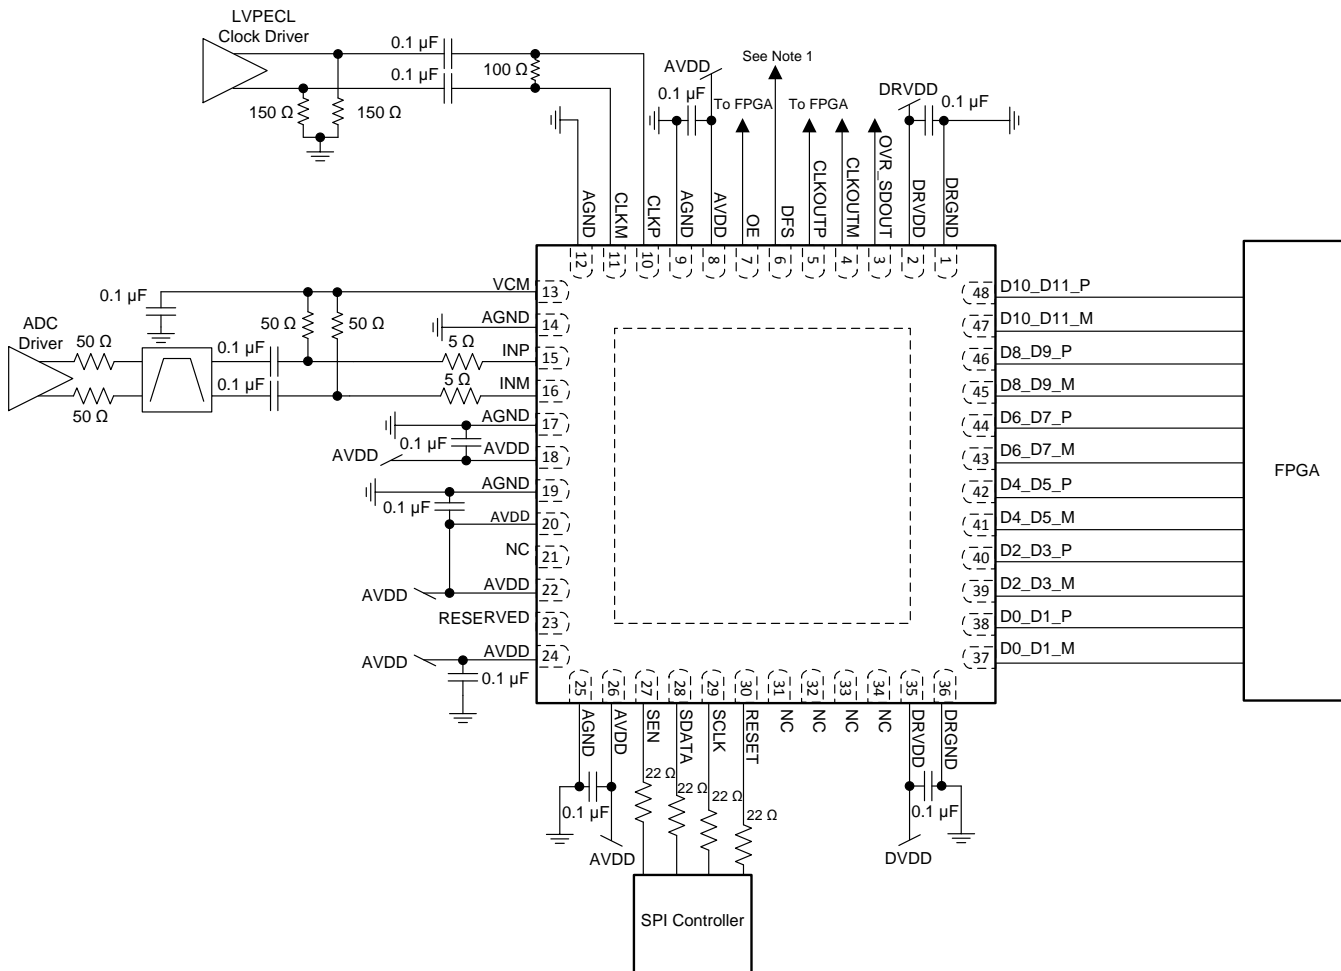 LVPECL
Clock Driver
0.1 µF
0.1 µF
100 Ω
150 Ω
150 Ω
See Note 1
AVDD
0.1 µF
To FPGA
To FPGA
DRVDD
0.1 µF
AGND
CLKM
CLKP
AGND
AVDD
OE
DFS
CLKOUTP
CLKOUTM
OVR_SDOUT
DRVDD
DRGND
12
11
10
9
8
7
6
5
4
3
2
1
VCM
13
AGND
14
INP
15
INM
16
AGND
17
AVDD
18
AGND
19
AVDD
20
NC
21
AVDD
22
RESERVED
23
AVDD
24
0.1 µF
ADC
Driver
50 Ω
50 Ω
0.1 µF
0.1 µF
50 Ω
50 Ω
5 Ω
5 Ω
0.1 µF
AVDD
0.1 µF
AVDD
AVDD
0.1 µF
48
D10_D11_P
47
D10_D11_M
46
D8_D9_P
45
D8_D9_M
44
D6_D7_P
43
D6_D7_M
42
D4_D5_P
41
D4_D5_M
40
D2_D3_P
39
D2_D3_M
38
D0_D1_P
37
D0_D1_M
FPGA
25
26
27
28
29
30
31
32
33
34
35
36
AGND
AVDD
SEN
SDATA
SCLK
RESET
NC
NC
NC
NC
DRVDD
DRGND
22 Ω
22 Ω
22 Ω
22 Ω
0.1 µF
0.1 µF
AVDD
DVDD
SPI Controller